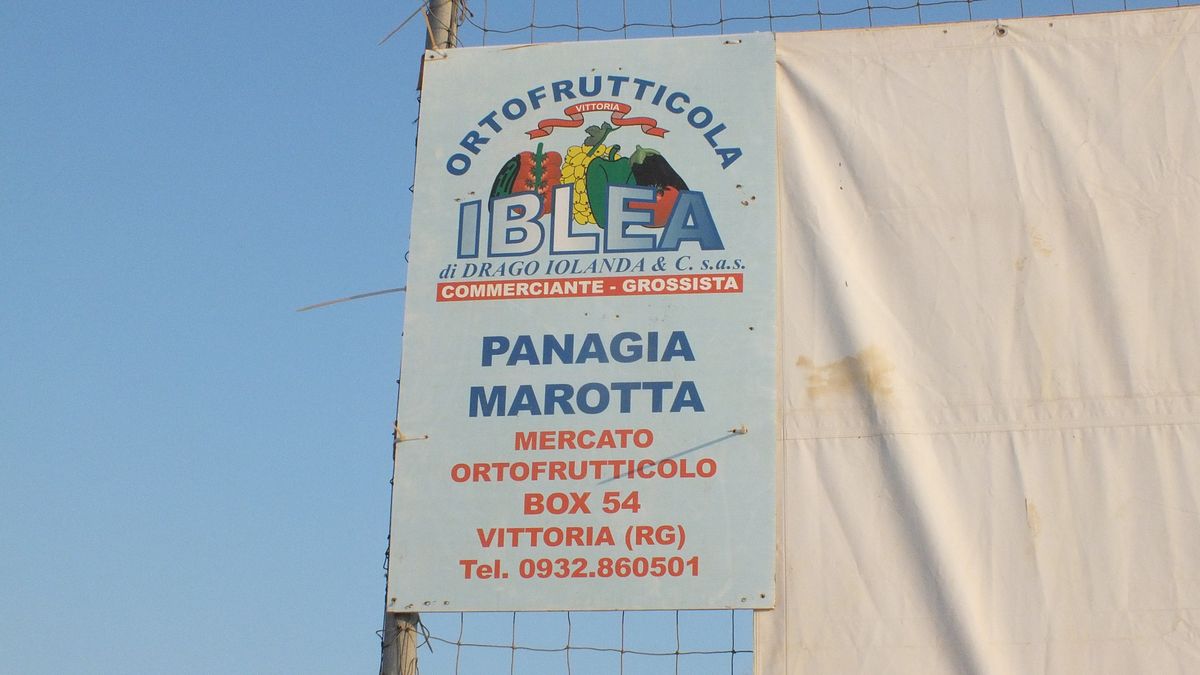 ORTOFRUTTICOLA
VITTORIA
IBLEA
di DRAGO IOLANDA & C. s.a.s.
COMMERCIANTE - GROSSISTA
PANAGIA
MAROTTA
MERCATO
ORTOFRUTTICOLO
BOX 54
VITTORIA (RG)
Tel. 0932.860501